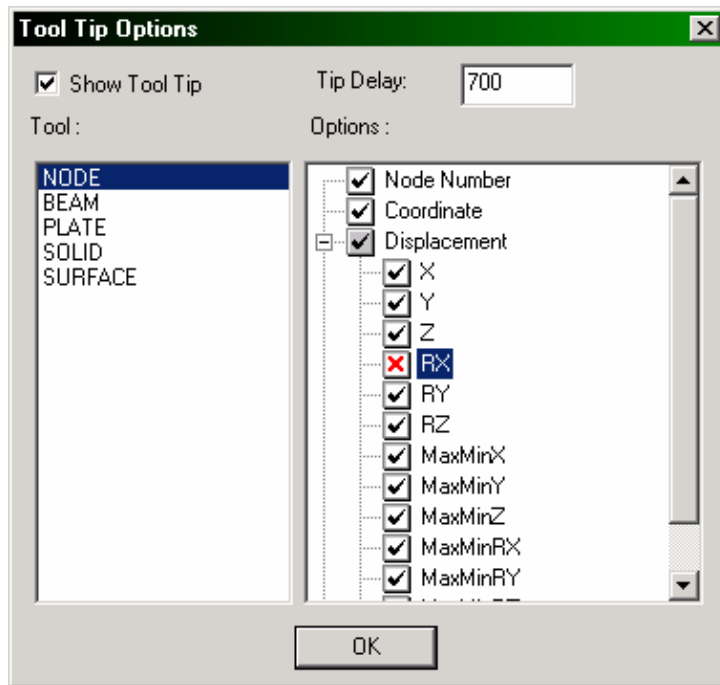 Tool Tip Options
Show Tool Tip
Tip Delay: 700
Tool :
Options :
NODE
BEAM
PLATE
SOLID
SURFACE
Node Number
Coordinate
Displacement
X
Y
Z
RX
RY
RZ
MaxMinX
MaxMinY
MaxMinZ
MaxMinRX
MaxMinRY
OK